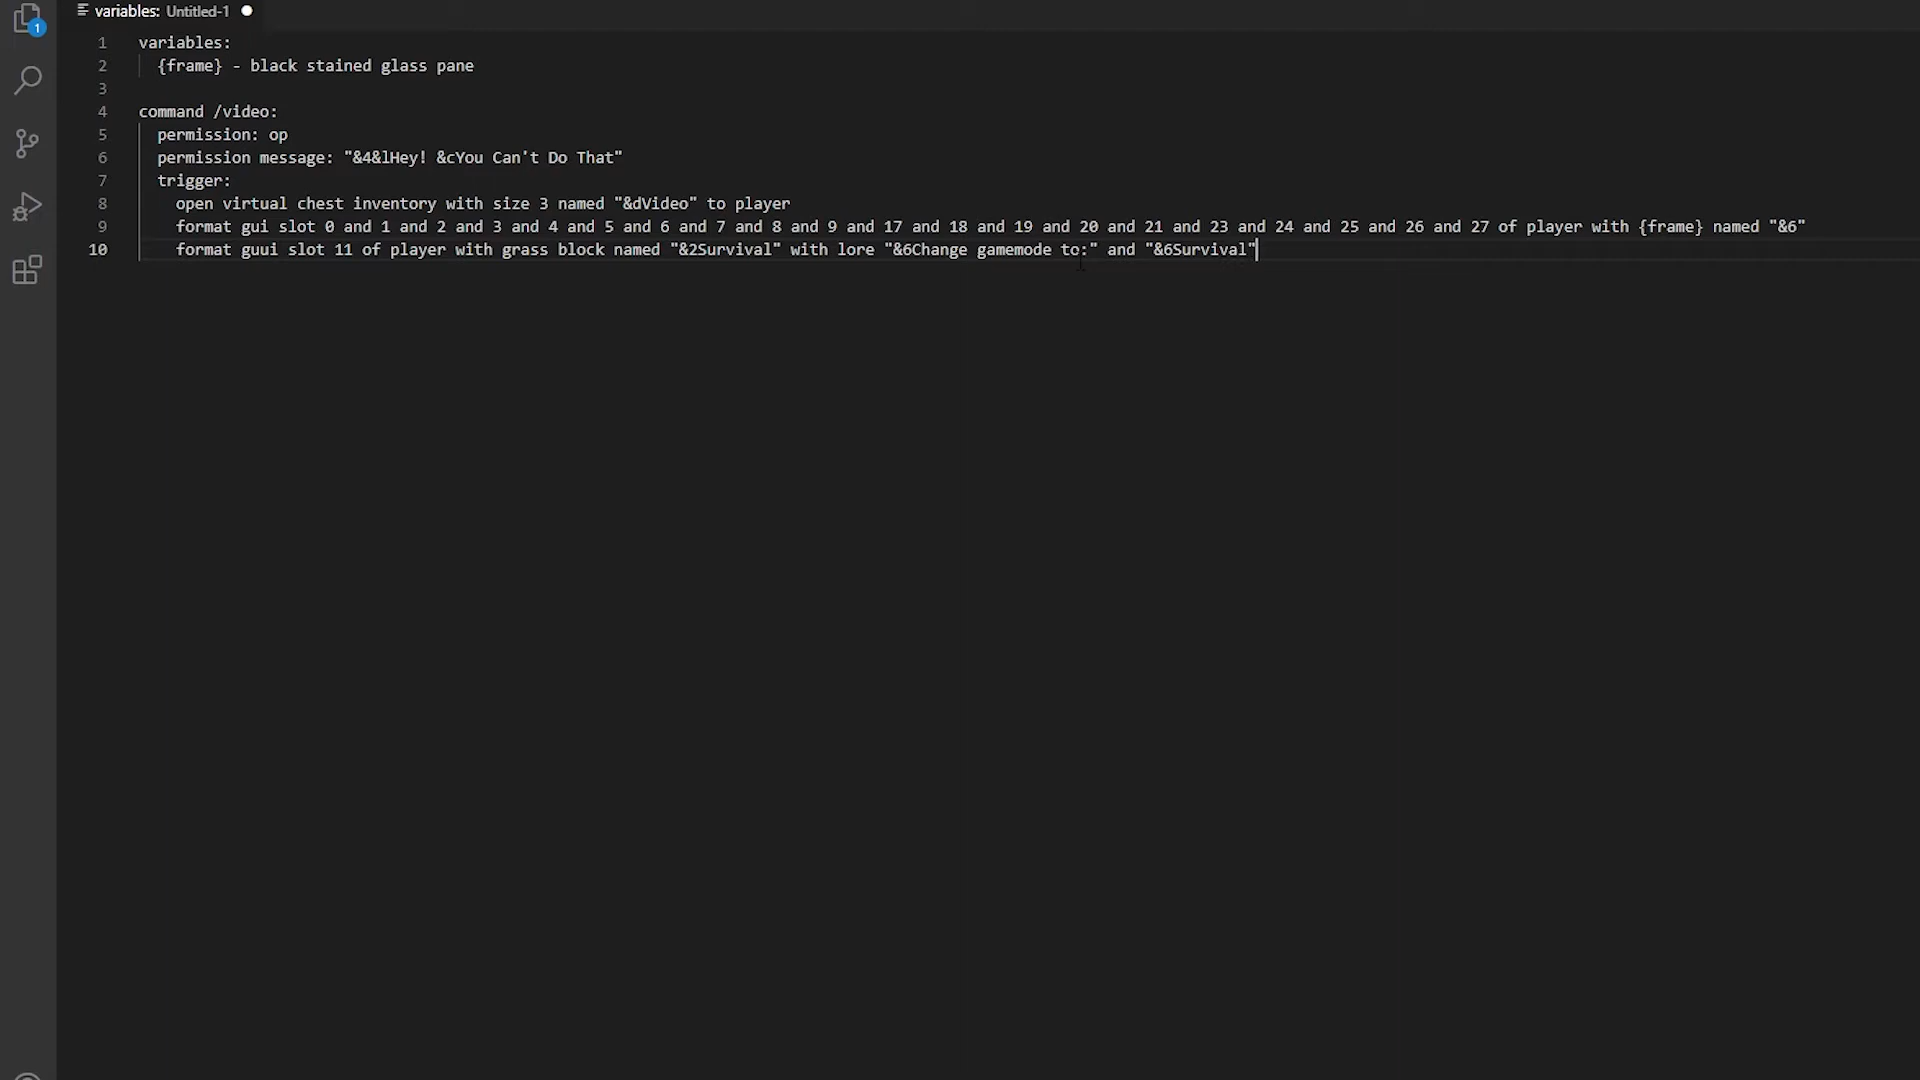 variables: Untitled-1
1
1 variables:
2 {frame} - black stained glass pane
3
4 command /video:
5 permission: op
6 permission message: "&4&lHey! &cYou Can't Do That"
7 trigger:
8 open virtual chest inventory with size 3 named "&dVideo" to player
9 format gui slot 0 and 1 and 2 and 3 and 4 and 5 and 6 and 7 and 8 and 9 and 17 and 18 and 19 and 20 and 21 and 23 and 24 and 25 and 26 and 27 of player with {frame} named "&6"
10 format guui slot 11 of player with grass block named "&2Survival" with lore "&6Change gamemode to:" and "&6Survival"